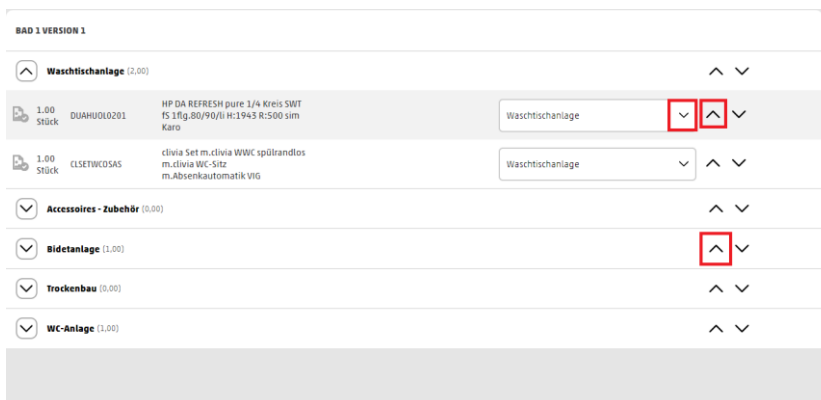 BAD 1 VERSION 1
Waschtischanlage (2,00)
1.00 Stück
DUAHUOL0201
HP DA REFRESH pure 1/4 Kreis SWT
fS 1flg.80/90/li H:1943 R:500 sim
Karo
Waschtischanlage
1.00 Stück
CLSETWCOSAS
clivia Set m.clivia WWC spülrandlos
m.clivia WC-Sitz
m.Absenkautomatik VIG
Waschtischanlage
Accessoires - Zubehör (0,00)
Bidetanlage (1,00)
Trockenbau (0,00)
WC-Anlage (1,00)